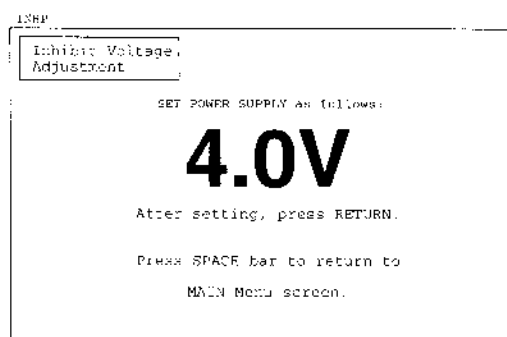 Inhibit Voltage
Adjustment
SET POWER SUPPLY as follows:
4.0V
After setting, press RETURN.
Press SPACE bar to return to
MAIN Menu screen.